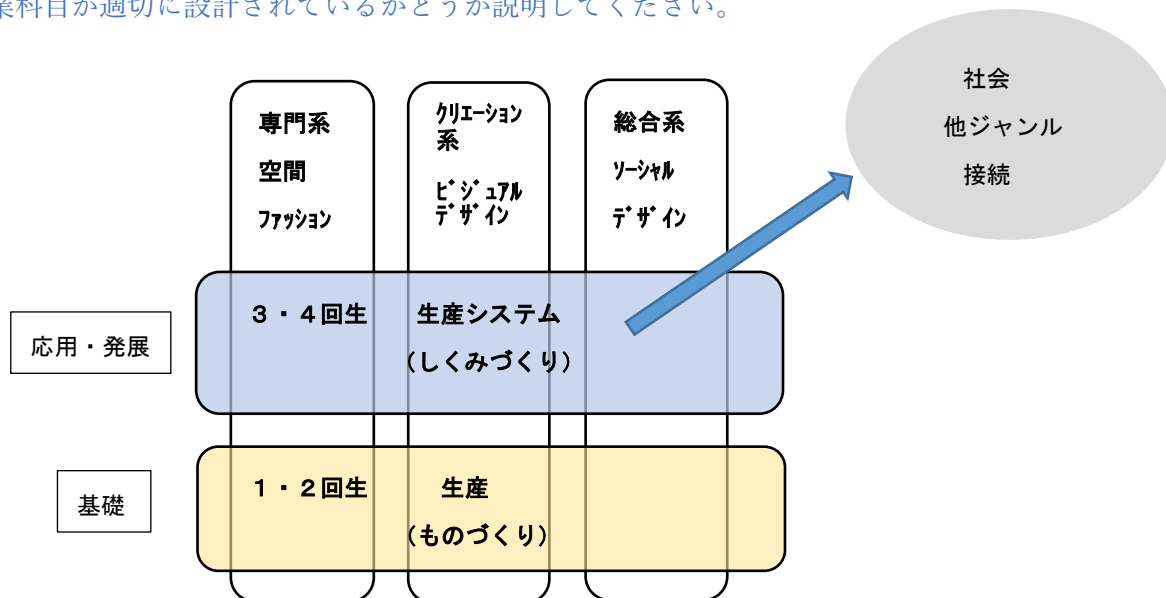 業科目が適切に設計されているかどうか説明してください。
専門系
空間
ファッション
クリエーション
系
ビジュアル
デザイン
総合系
ソーシャル
デザイン
社会
他ジャンル
接続
応用・発展
3・4回生 生産システム
(しくみづくり)
基礎
1・2回生 生産
(ものづくり)